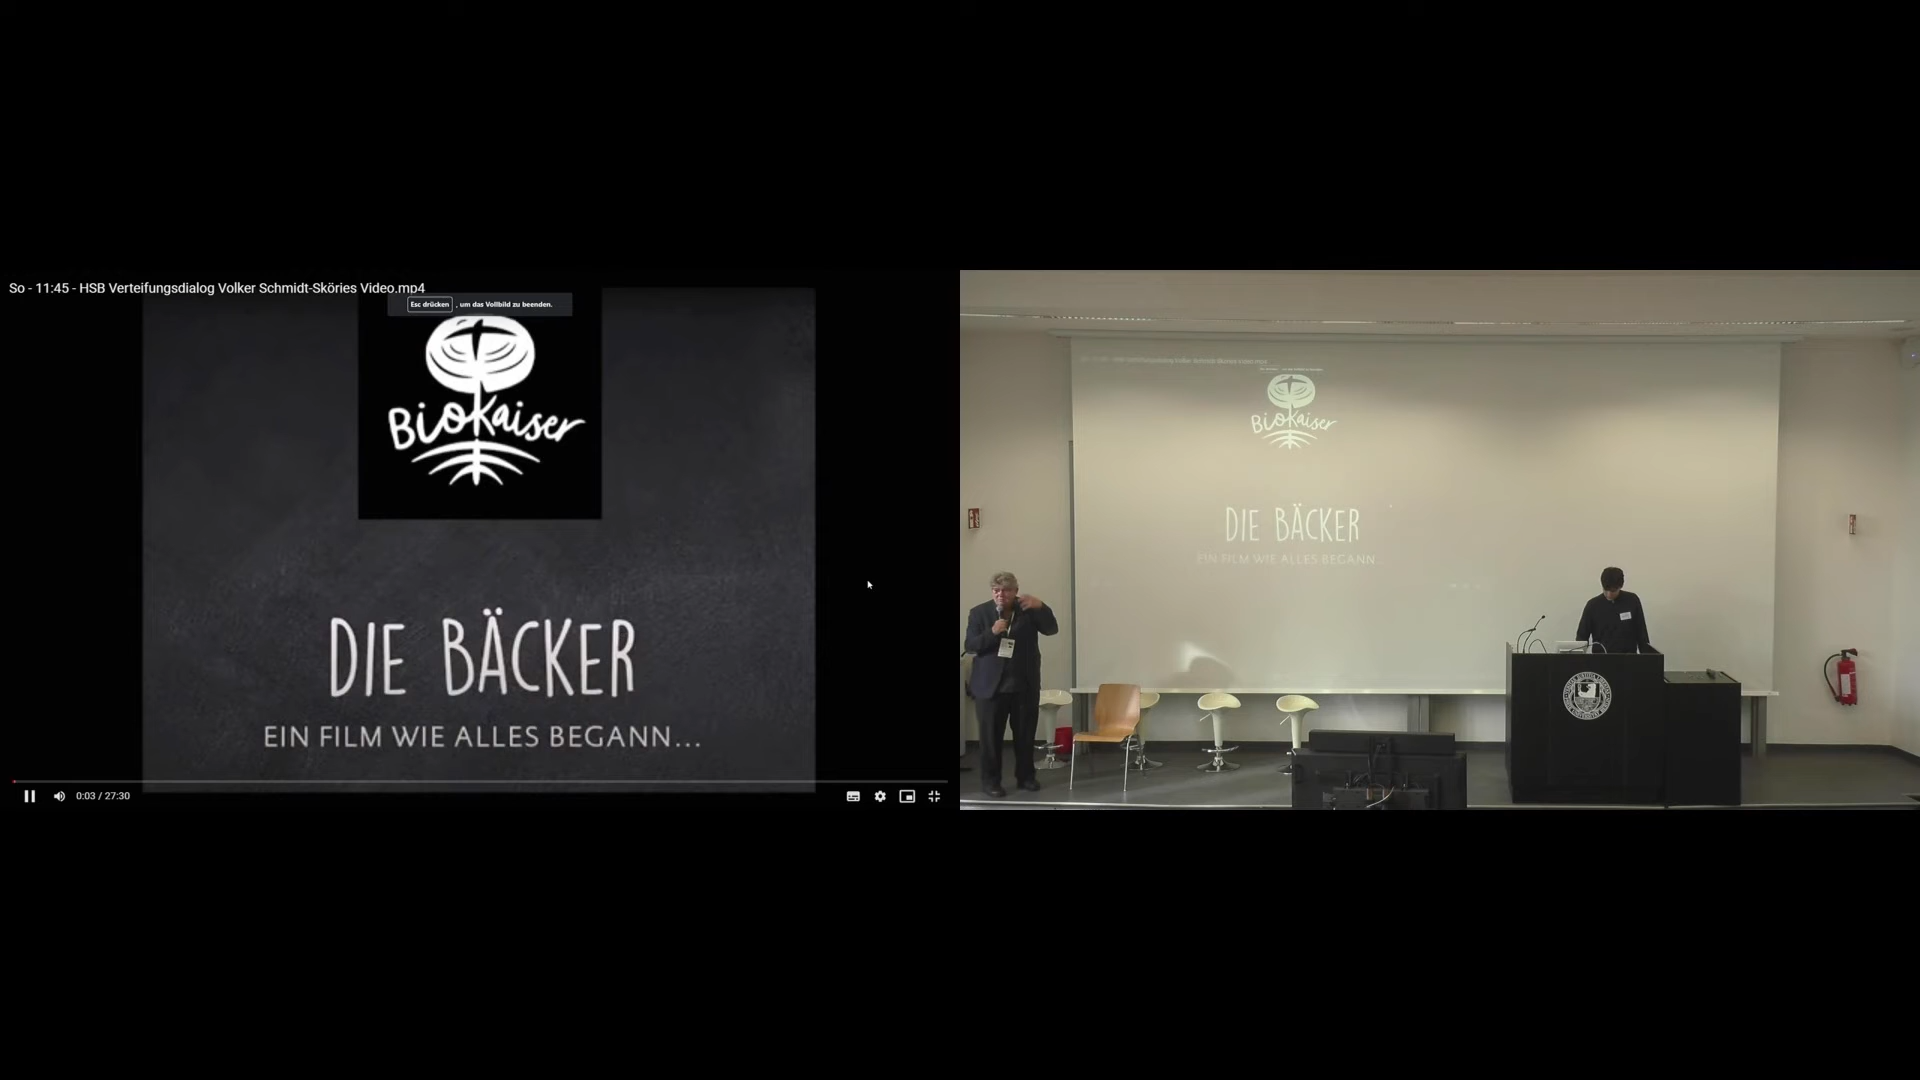 So - 11:45 - HSB Verteifungsdialog Volker Schmidt-Sköries Video.mp4
Esc drücken , um das Vollbild zu beenden.
BioKaiser
DIE BÄCKER
EIN FILM WIE ALLES BEGANN...
0:03 / 27:30
BioKaiser
DIE BÄCKER
EIN FILM WIE ALLES BEGANN